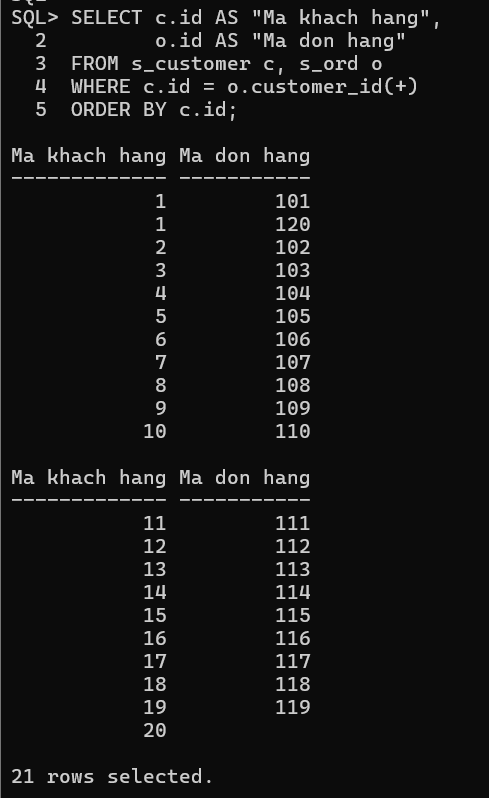 SQL> SELECT c.id AS "Ma khach hang",
  2         o.id AS "Ma don hang"
  3  FROM s_customer c, s_ord o
  4  WHERE c.id = o.customer_id(+)
  5  ORDER BY c.id;
Ma khach hang Ma don hang
------------- -----------
            1         101
            1         120
            2         102
            3         103
            4         104
            5         105
            6         106
            7         107
            8         108
            9         109
           10         110
Ma khach hang Ma don hang
------------- -----------
           11         111
           12         112
           13         113
           14         114
           15         115
           16         116
           17         117
           18         118
           19         119
           20
21 rows selected.